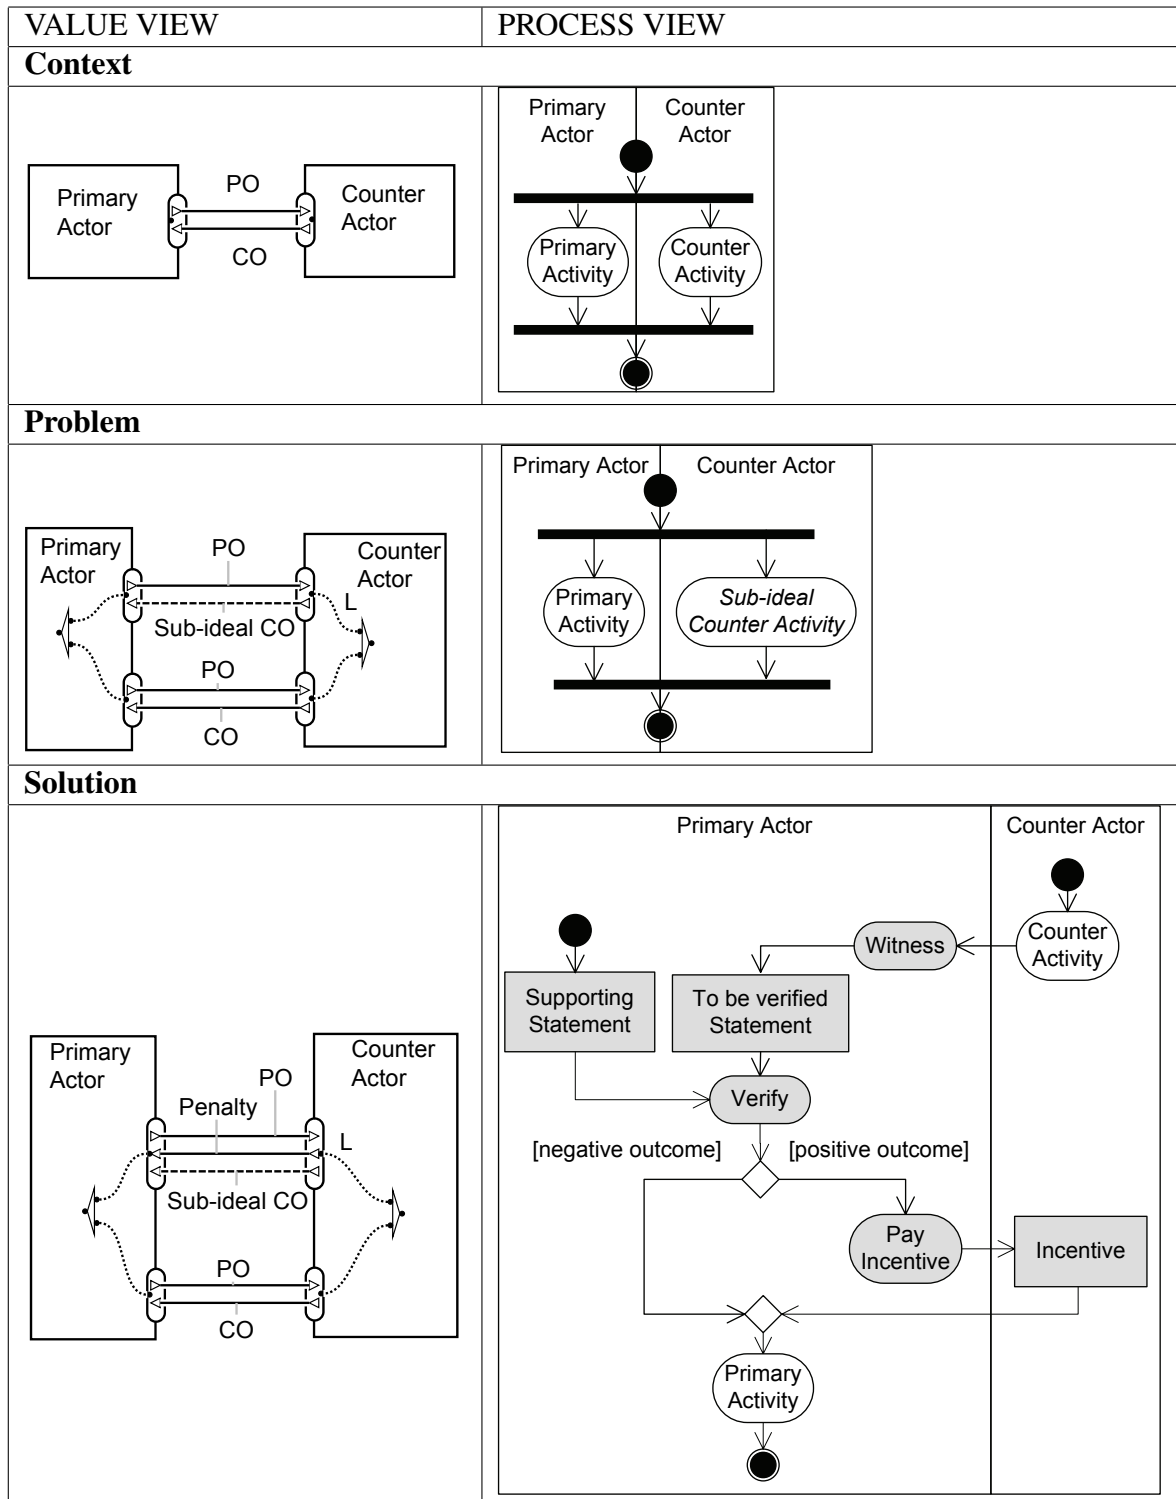 VALUE VIEW
PROCESS VIEW
Context
Primary
Actor
PO
CO
Counter
Actor
Primary
Actor
Counter
Actor
Primary
Activity
Counter
Activity
Problem
Primary
Actor
PO
Sub-ideal CO
PO
CO
Counter
Actor
L
Primary Actor
Counter Actor
Primary
Activity
Sub-ideal
Counter Activity
Solution
Primary
Actor
PO
Penalty
Sub-ideal CO
PO
CO
Counter
Actor
L
Primary Actor
Counter Actor
Counter
Activity
Witness
Supporting
Statement
To be verified
Statement
Verify
[negative outcome]
[positive outcome]
Pay
Incentive
Incentive
Primary
Activity